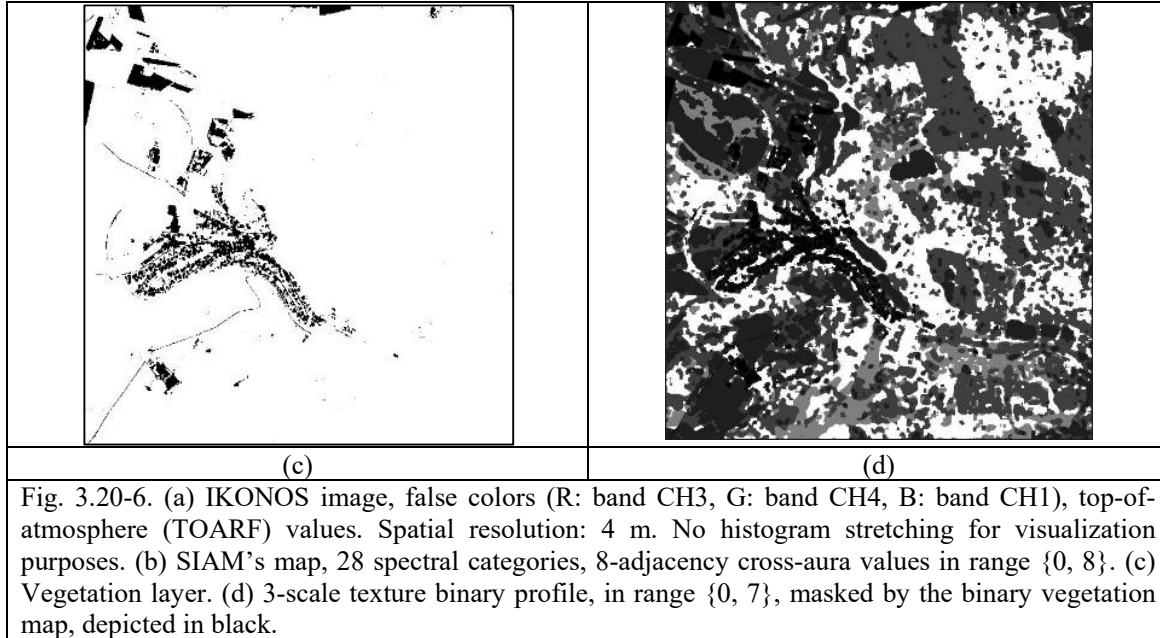 (c) (d)
Fig. 3.20-6. (a) IKONOS image, false colors (R: band CH3, G: band CH4, B: band CH1), top-of-
atmosphere (TOARF) values. Spatial resolution: 4 m. No histogram stretching for visualization
purposes. (b) SIAM’s map, 28 spectral categories, 8-adjacency cross-aura values in range {0, 8}. (c)
Vegetation layer. (d) 3-scale texture binary profile, in range {0, 7}, masked by the binary vegetation
map, depicted in black.